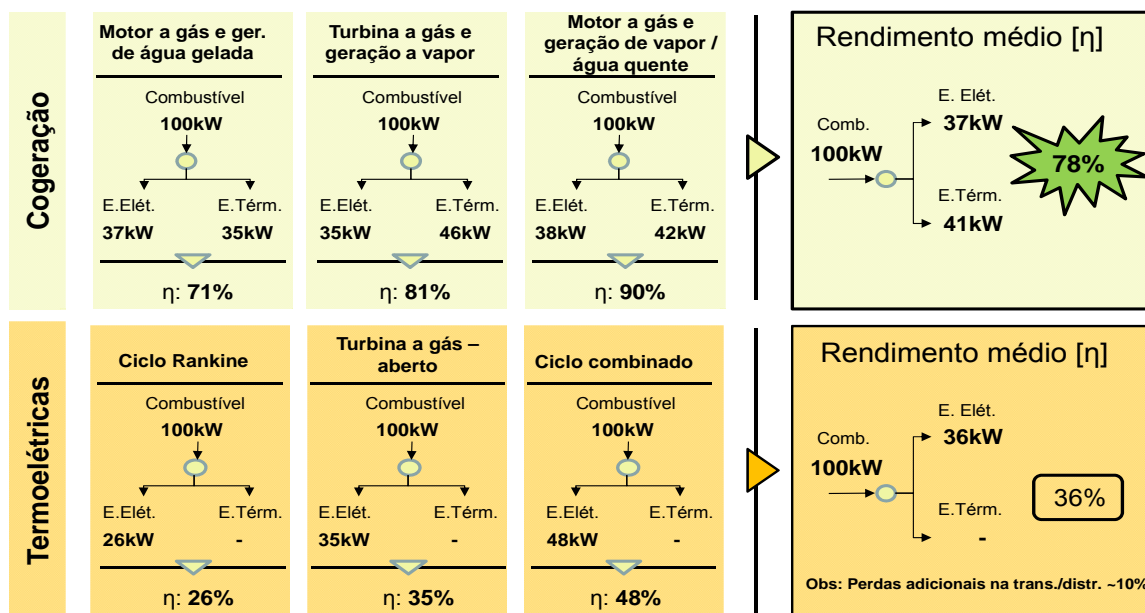 Cogeração
Motor a gás e ger.
de água gelada
Combustível
100kW
E.Elét.
E.Térm.
37kW
35kW
η: 71%
Turbina a gás e
geração a vapor
Combustível
100kW
E.Elét.
E.Térm.
35kW
46kW
η: 81%
Motor a gás e
geração de vapor /
água quente
Combustível
100kW
E.Elét.
E.Térm.
38kW
42kW
η: 90%
Rendimento médio [η]
E. Elét.
37kW
Comb.
100kW
78%
E.Térm.
41kW
Termoelétricas
Ciclo Rankine
Combustível
100kW
E.Elét.
E.Térm.
26kW
-
η: 26%
Turbina a gás –
aberto
Combustível
100kW
E.Elét.
E.Térm.
35kW
-
η: 35%
Ciclo combinado
Combustível
100kW
E.Elét.
E.Térm.
48kW
-
η: 48%
Rendimento médio [η]
E. Elét.
36kW
Comb.
100kW
36%
E.Térm.
-
Obs: Perdas adicionais na trans./distr. ~10%